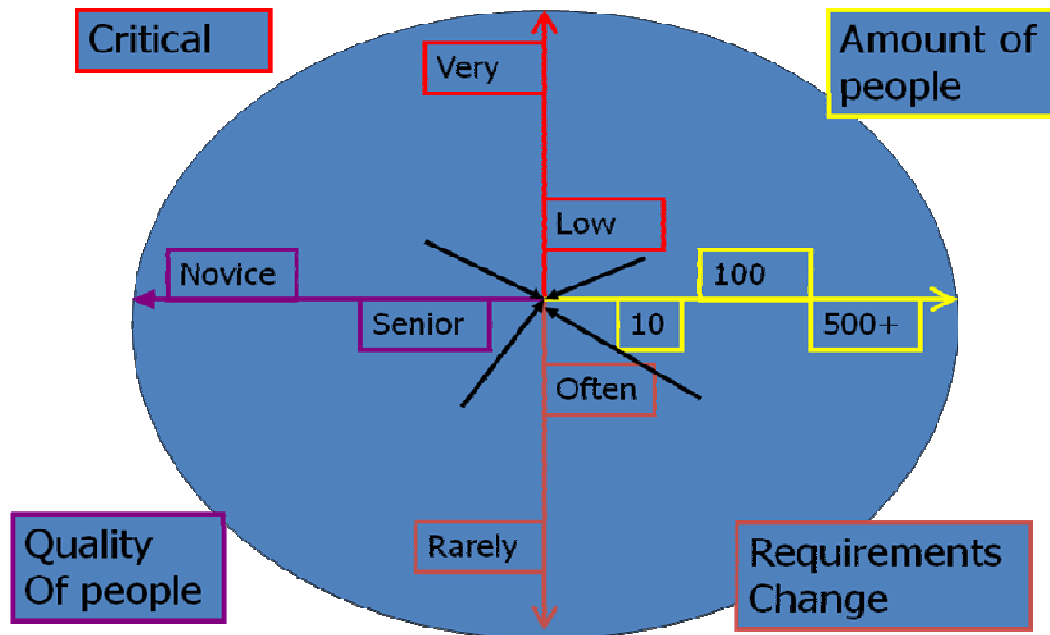 Critical
Amount of
people
Very
Low
Novice
100
Senior
10
500+
Often
Rarely
Quality
Of people
Requirements
Change